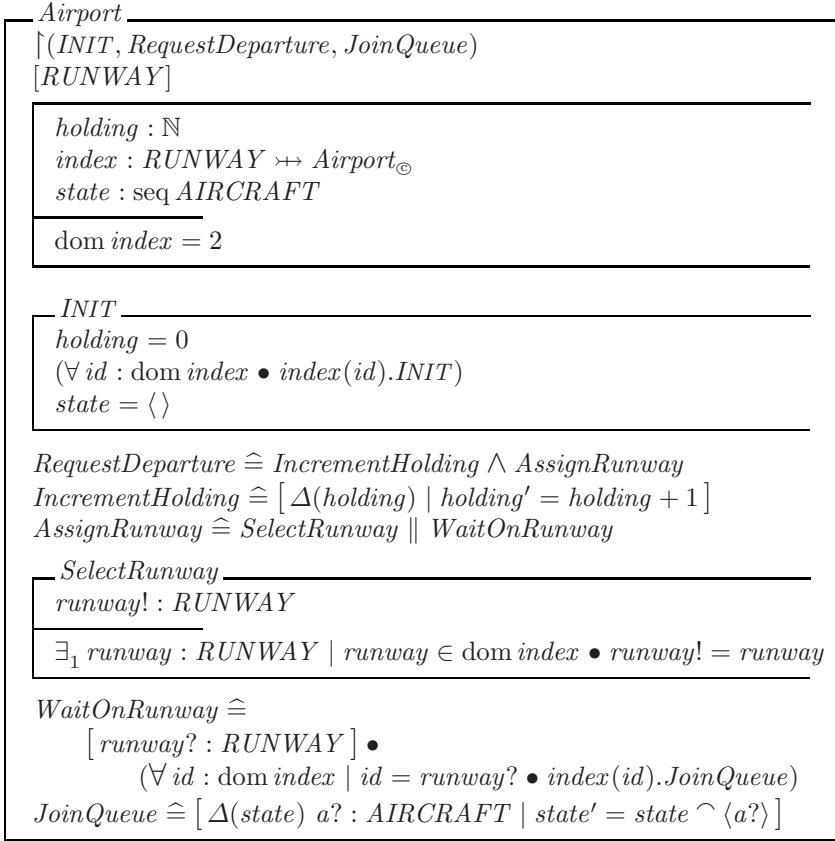 Airport
↾(INIT, RequestDeparture, JoinQueue)
[RUNWAY]
holding : ℕ
index : RUNWAY ⤖ Airport©
state : seq AIRCRAFT
dom index = 2
INIT
holding = 0
(∀ id : dom index • index(id).INIT)
state = ⟨ ⟩
RequestDeparture ≙ IncrementHolding ∧ AssignRunway
IncrementHolding ≙ [ Δ(holding) | holding′ = holding + 1 ]
AssignRunway ≙ SelectRunway ∥ WaitOnRunway
SelectRunway
runway! : RUNWAY
∃₁ runway : RUNWAY | runway ∈ dom index • runway! = runway
WaitOnRunway ≙
[ runway? : RUNWAY ] •
(∀ id : dom index | id = runway? • index(id).JoinQueue)
JoinQueue ≙ [ Δ(state) a? : AIRCRAFT | state′ = state ⁀ ⟨a?⟩ ]